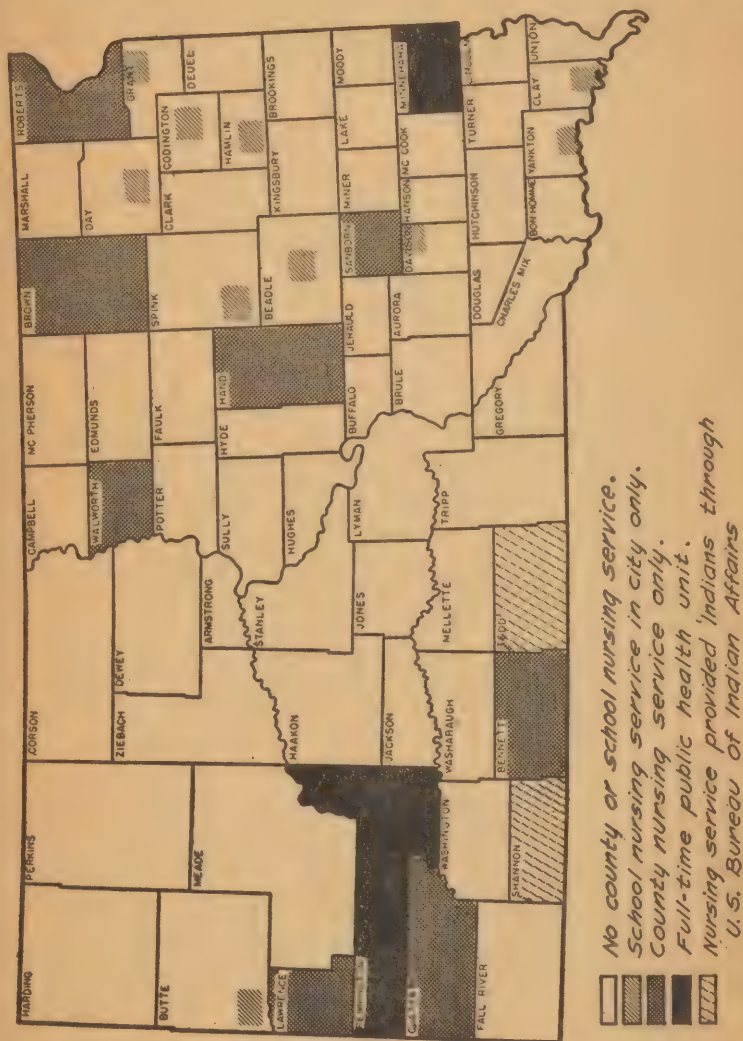 HARDING
PERKINS
CORSON
CAMPBELL
MC PHERSON
BROWN
MARSHALL
ROBERTS
WALWORTH
EDMUNDS
DAY
GRANT
BUTTE
ZIEBACH
DEWEY
POTTER
FAULK
SPINK
CLARK
CODINGTON
DEUEL
MEADE
ARMSTRONG
SULLY
HYDE
HAND
BEADLE
HAMLIN
LAWRENCE
HAAKON
STANLEY
HUGHES
KINGSBURY
BROOKINGS
BUFFALO
JERAULD
SANBORN
MINER
LAKE
MOODY
JACKSON
JONES
LYMAN
BRULE
AURORA
DAVISON
HANSON
MC COOK
MINNEHAHA
WASHINGTON
WASHABAUGH
MELLETTE
TRIPP
GREGORY
DOUGLAS
CHARLES MIX
HUTCHINSON
TURNER
FALL RIVER
SHANNON
BENNETT
TODD
BON HOMME
YANKTON
CLAY
UNION
No county or school nursing service.
School nursing service in city only.
County nursing service only.
Full-time public health unit.
Nursing service provided Indians through
U.S. Bureau of Indian Affairs